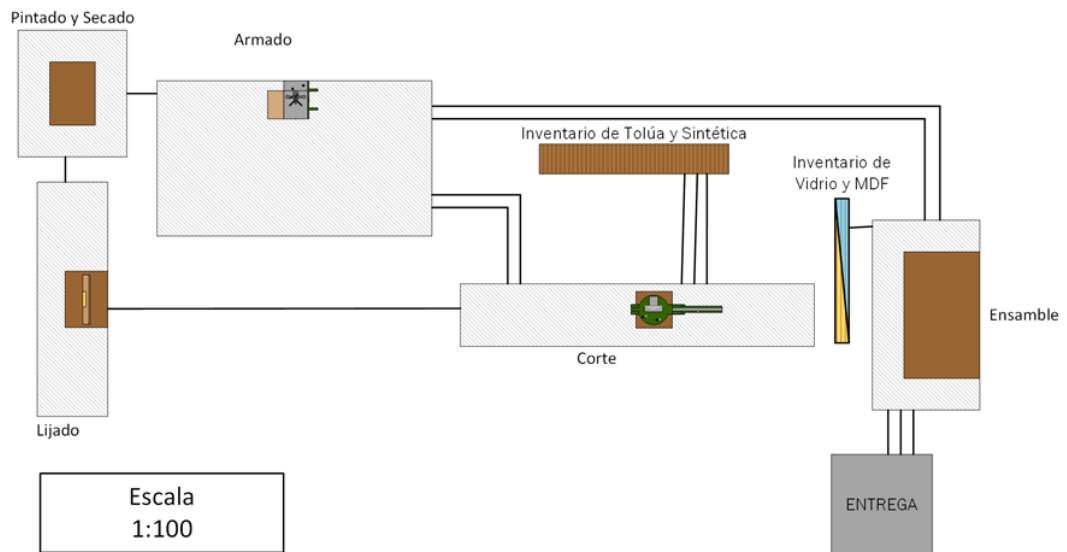 Pintado y Secado
Armado
Inventario de Tolúa y Sintética
Inventario de
Vidrio y MDF
Ensamble
Corte
Lijado
Escala
1:100
ENTREGA